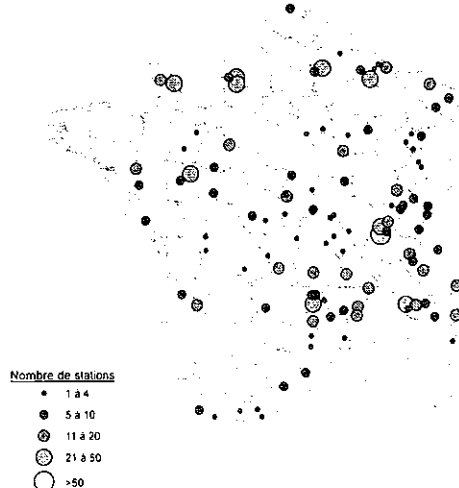 Nombre de stations
1 à 4
5 à 10
11 à 20
21 à 50
>50